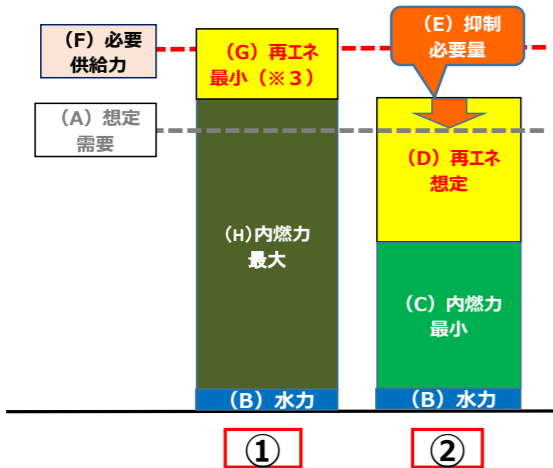 （F）必要
供給力
（A）想定
需要
（G）再エネ
最小（※３）
（H）内燃力
最大
（B）水力
（E）抑制
必要量
（D）再エネ
想定
（C）内燃力
最小
（B）水力
①
②